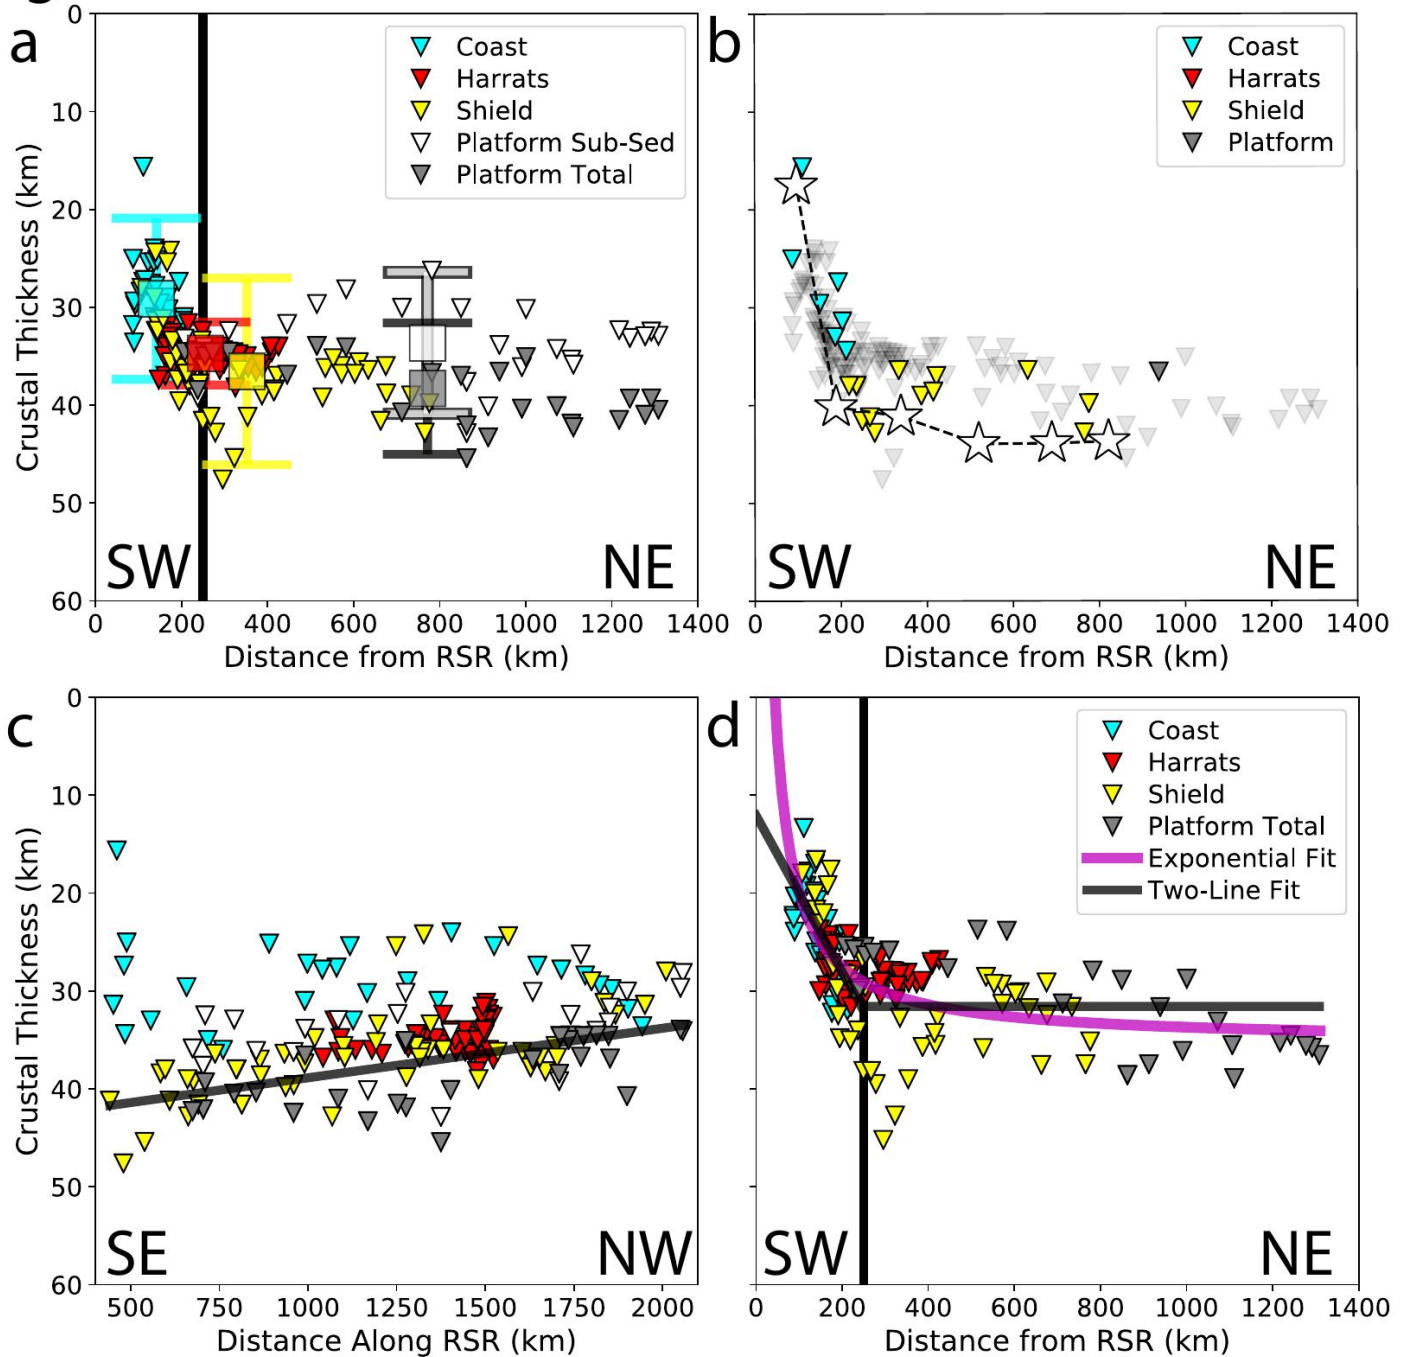 a
0
10
20
30
40
50
60
Crustal Thickness (km)
Coast
Harrats
Shield
Platform Sub-Sed
Platform Total
SW
NE
0 200 400 600 800 1000 1200 1400
Distance from RSR (km)
b
Coast
Harrats
Shield
Platform
SW
NE
0 200 400 600 800 1000 1200 1400
Distance from RSR (km)
c
0
10
20
30
40
50
60
Crustal Thickness (km)
SE
NW
500 750 1000 1250 1500 1750 2000
Distance Along RSR (km)
d
Coast
Harrats
Shield
Platform Total
Exponential Fit
Two-Line Fit
SW
NE
0 200 400 600 800 1000 1200 1400
Distance from RSR (km)